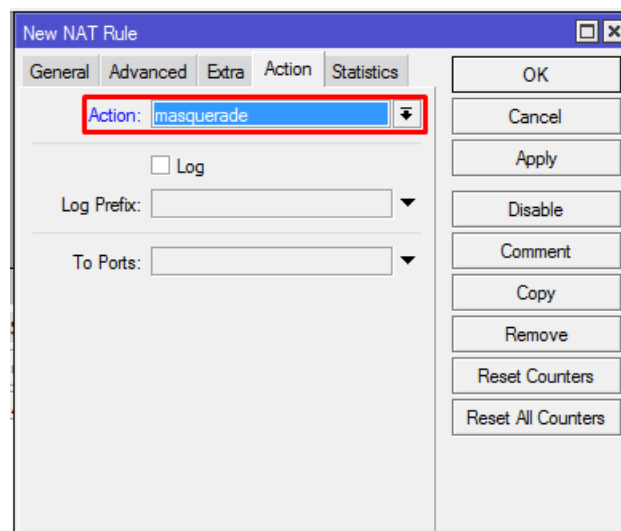 New NAT Rule
General Advanced Extra Action Statistics
Action: masquerade
Log
Log Prefix:
To Ports:
OK
Cancel
Apply
Disable
Comment
Copy
Remove
Reset Counters
Reset All Counters